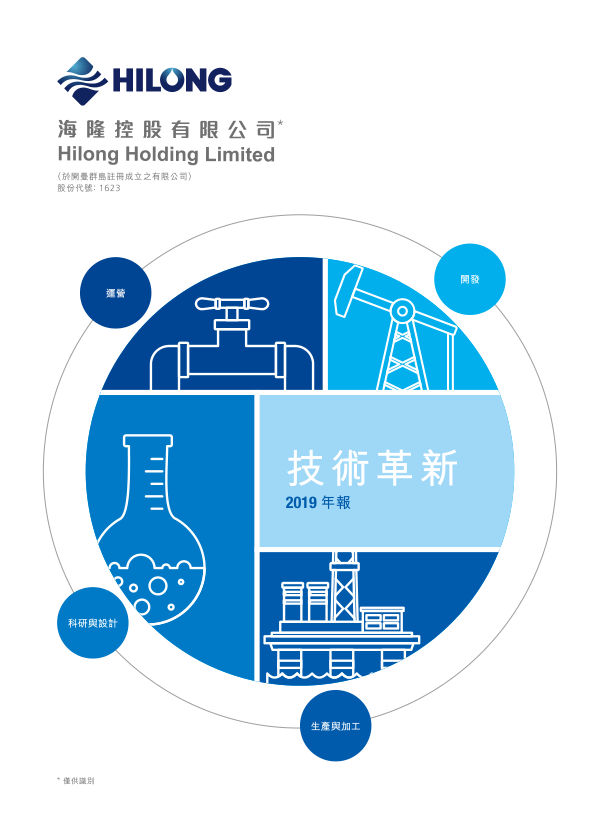 HILONG
海隆控股有限公司*
Hilong Holding Limited
(於開曼群島註冊成立之有限公司)
股份代號：1623
運營
開發
技術革新
2019 年報
科研與設計
生產與加工
* 僅供識別